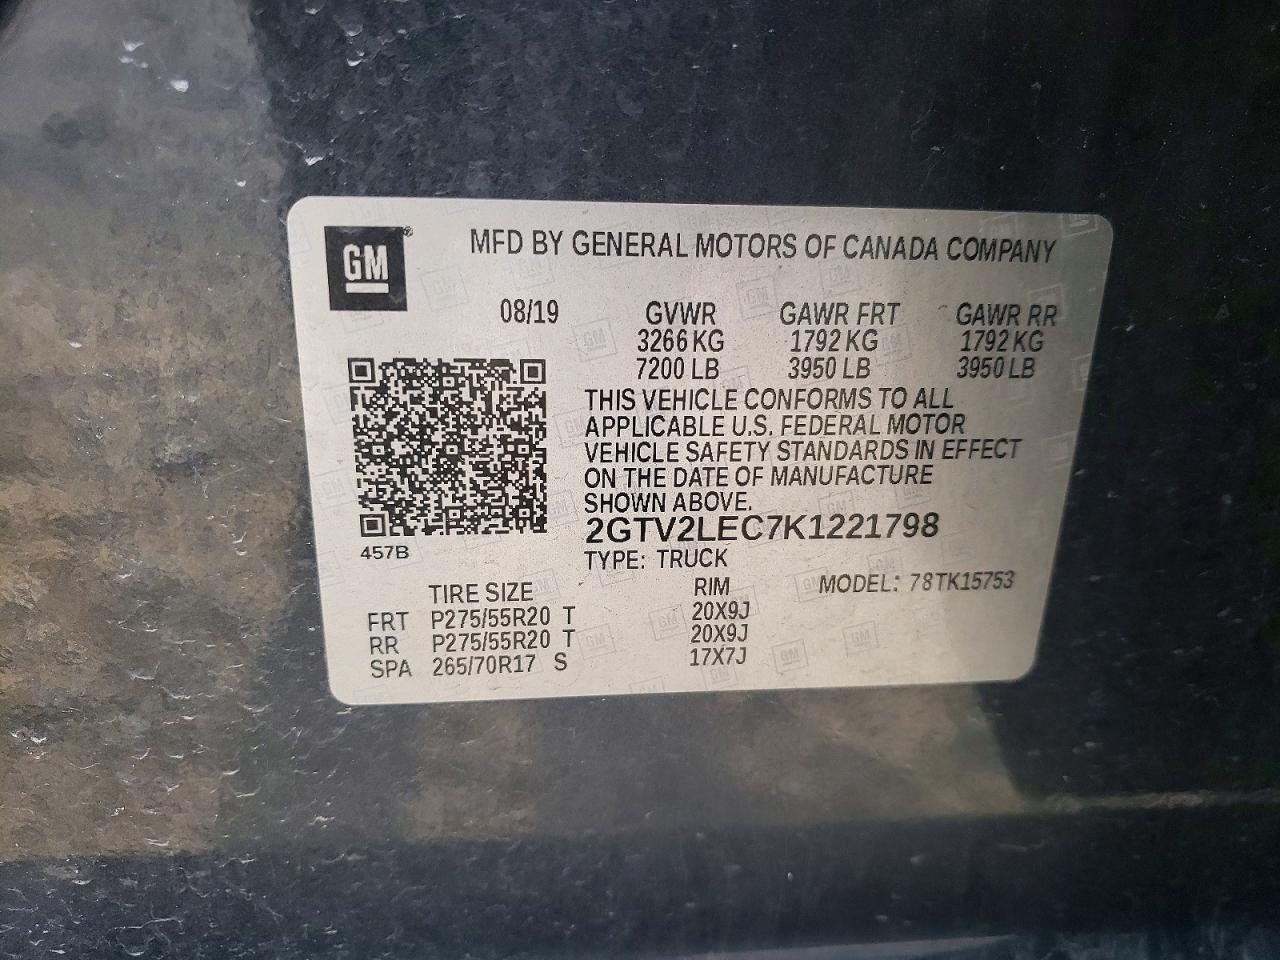 GM®
MFD BY GENERAL MOTORS OF CANADA COMPANY
08/19 GVWR GAWR FRT GAWR RR
3266 KG 1792 KG 1792 KG
7200 LB 3950 LB 3950 LB
THIS VEHICLE CONFORMS TO ALL
APPLICABLE U.S. FEDERAL MOTOR
VEHICLE SAFETY STANDARDS IN EFFECT
ON THE DATE OF MANUFACTURE
SHOWN ABOVE.
2GTV2LEC7K1221798
457B
TYPE: TRUCK
TIRE SIZE RIM MODEL: 78TK15753
FRT P275/55R20 T 20X9J
RR P275/55R20 T 20X9J
SPA 265/70R17 S 17X7J